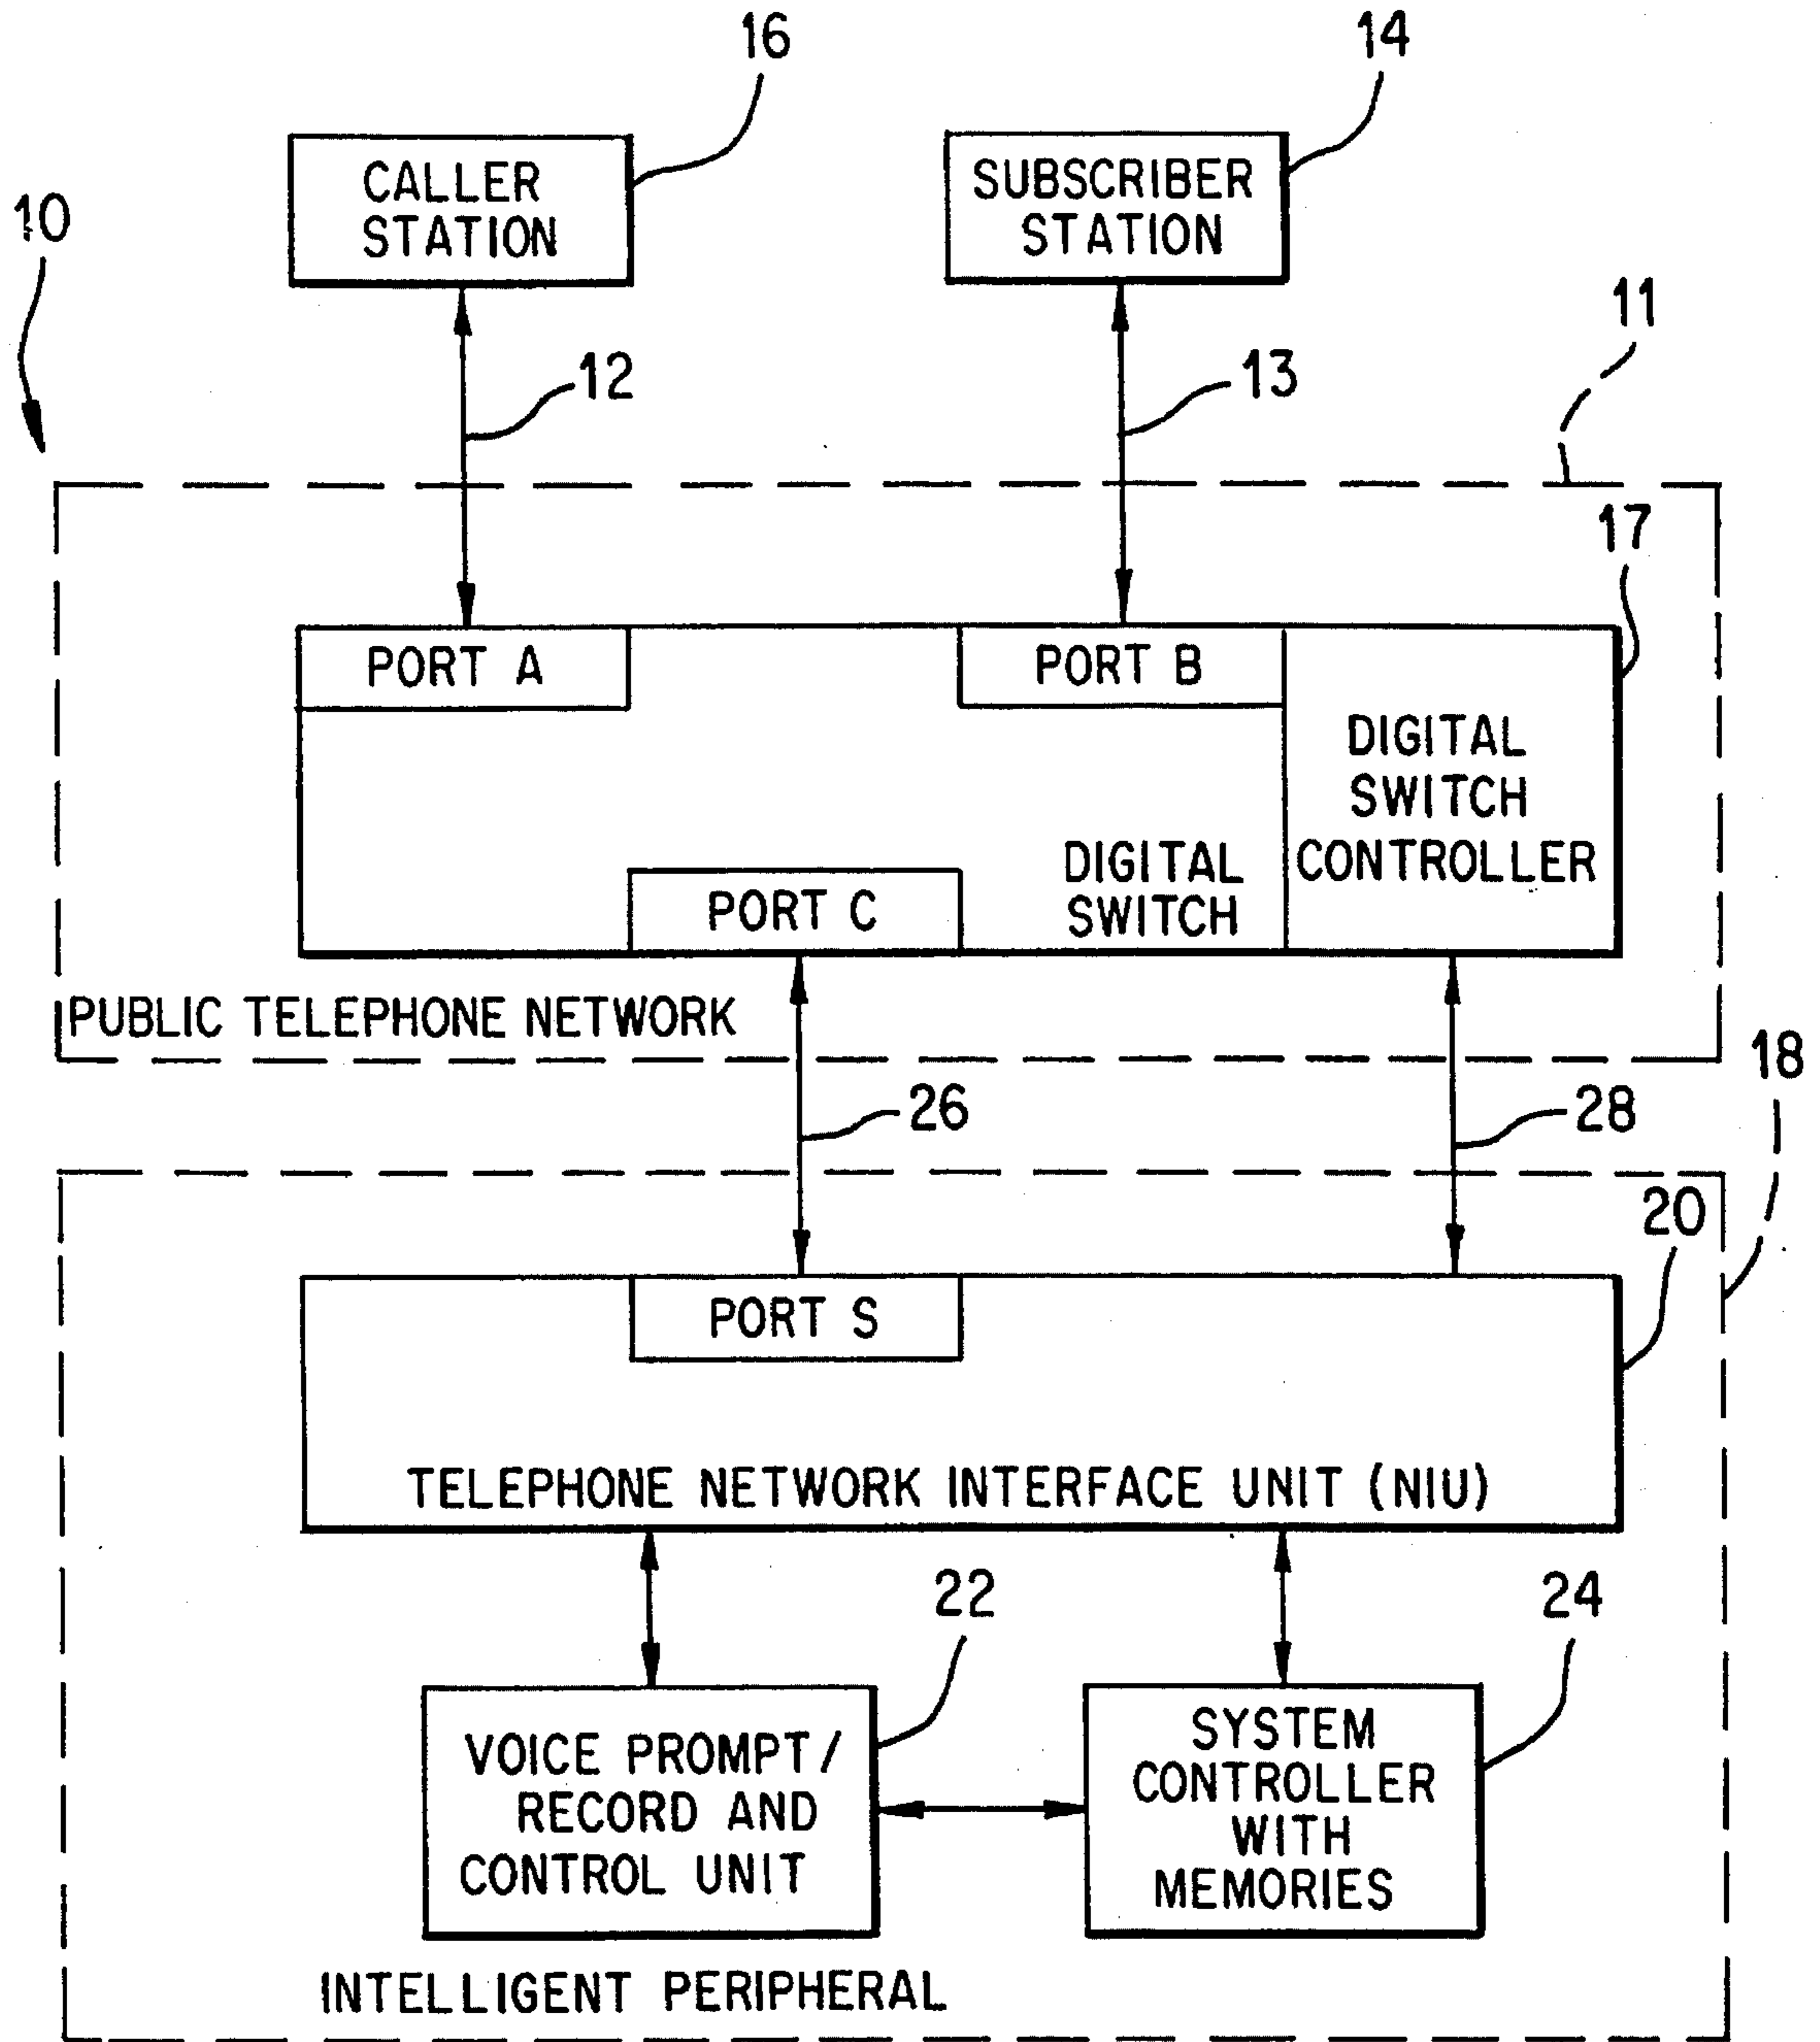 16
14
CALLER
STATION
SUBSCRIBER
STATION
10
11
12
13
17
PORT A
PORT B
DIGITAL
SWITCH
CONTROLLER
DIGITAL
SWITCH
PORT C
PUBLIC TELEPHONE NETWORK
18
26
28
20
PORT S
TELEPHONE NETWORK INTERFACE UNIT (NIU)
22
24
VOICE PROMPT/
RECORD AND
CONTROL UNIT
SYSTEM
CONTROLLER
WITH
MEMORIES
INTELLIGENT PERIPHERAL